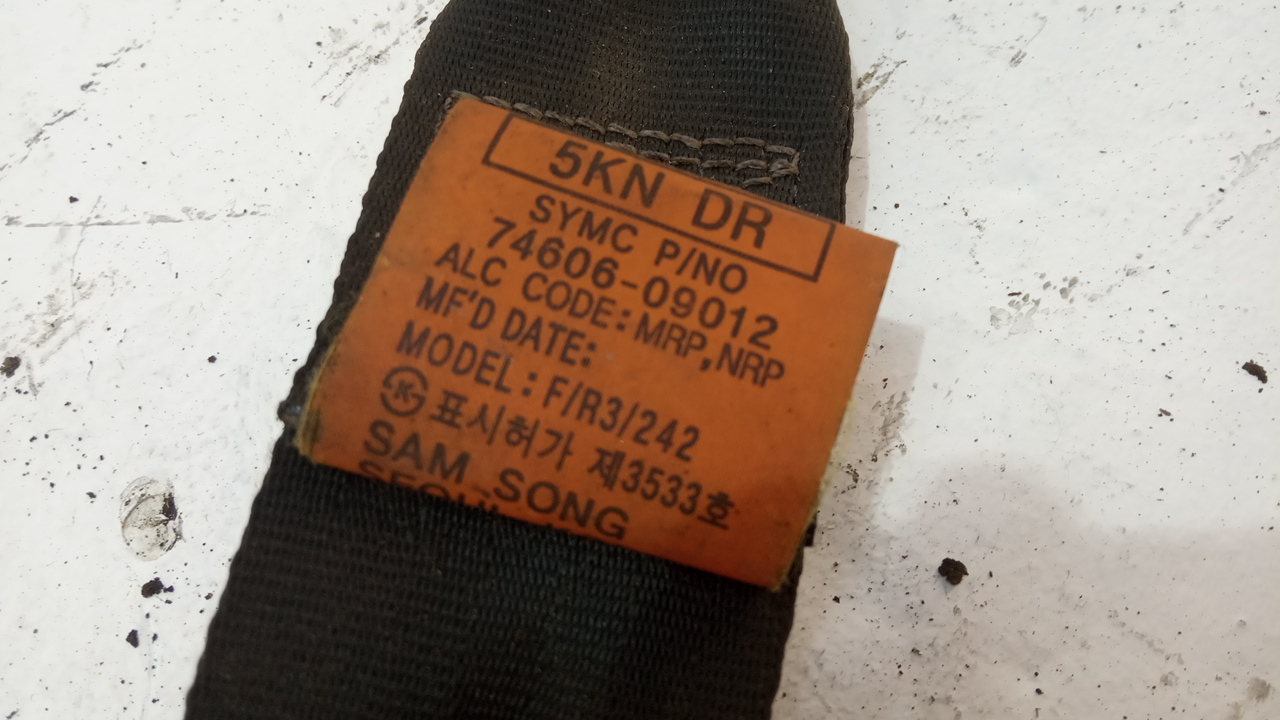 5KN DR
SYMC P/NO
74606-09012
ALC CODE: MRP,NRP
MF'D DATE:
MODEL: F/R3/242
K 표시허가 제3533호
SAM SONG